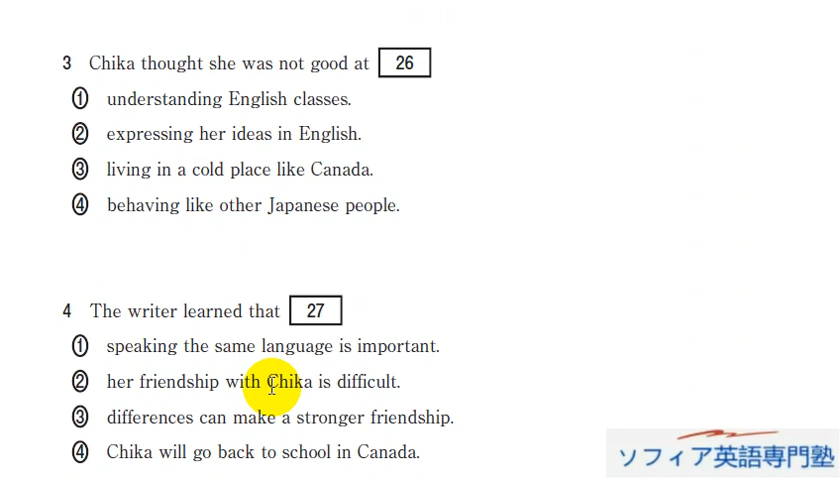 3 Chika thought she was not good at 26
① understanding English classes.
② expressing her ideas in English.
③ living in a cold place like Canada.
④ behaving like other Japanese people.
4 The writer learned that 27
① speaking the same language is important.
② her friendship with Chika is difficult.
③ differences can make a stronger friendship.
④ Chika will go back to school in Canada.
ソフィア英語専門塾